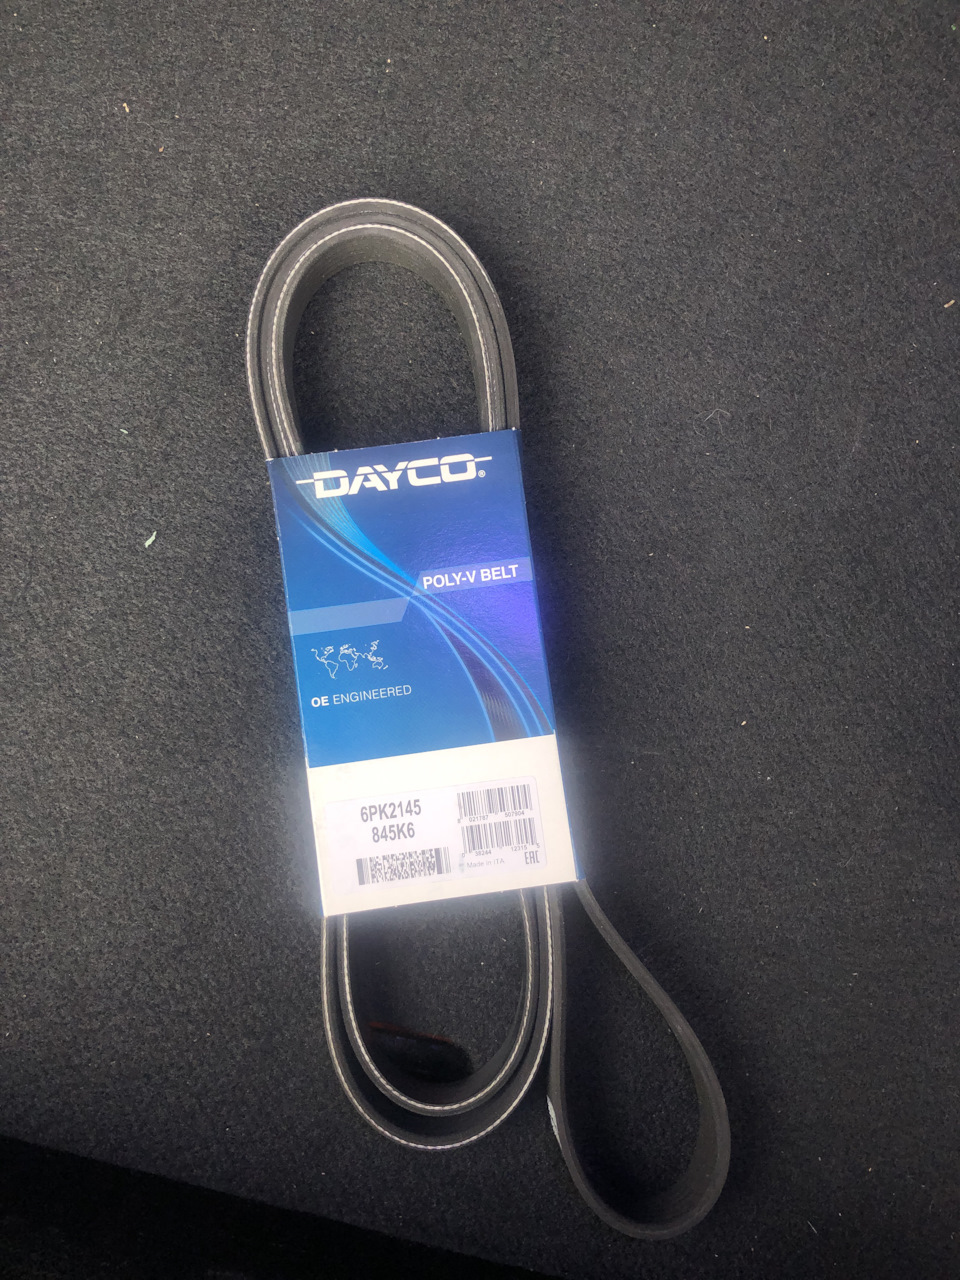 DAYCO®
POLY-V BELT
OE ENGINEERED
6PK2145
845K6
Made in ITA
EAC